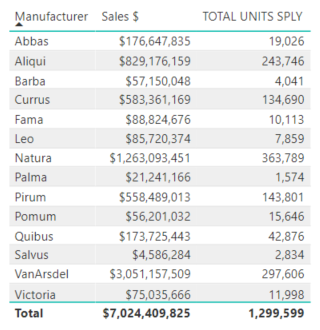 Manufacturer Sales $ TOTAL UNITS SPLY
Abbas $176,647,835 19,026
Aliqui $829,176,159 243,746
Barba $57,150,048 4,041
Currus $583,361,169 134,690
Fama $88,824,676 10,113
Leo $85,720,374 7,859
Natura $1,263,093,451 363,789
Palma $21,241,166 1,574
Pirum $558,489,013 143,801
Pomum $56,201,032 15,646
Quibus $173,725,443 42,876
Salvus $4,586,284 2,834
VanArsdel $3,051,157,509 297,606
Victoria $75,035,666 11,998
Total $7,024,409,825 1,299,599